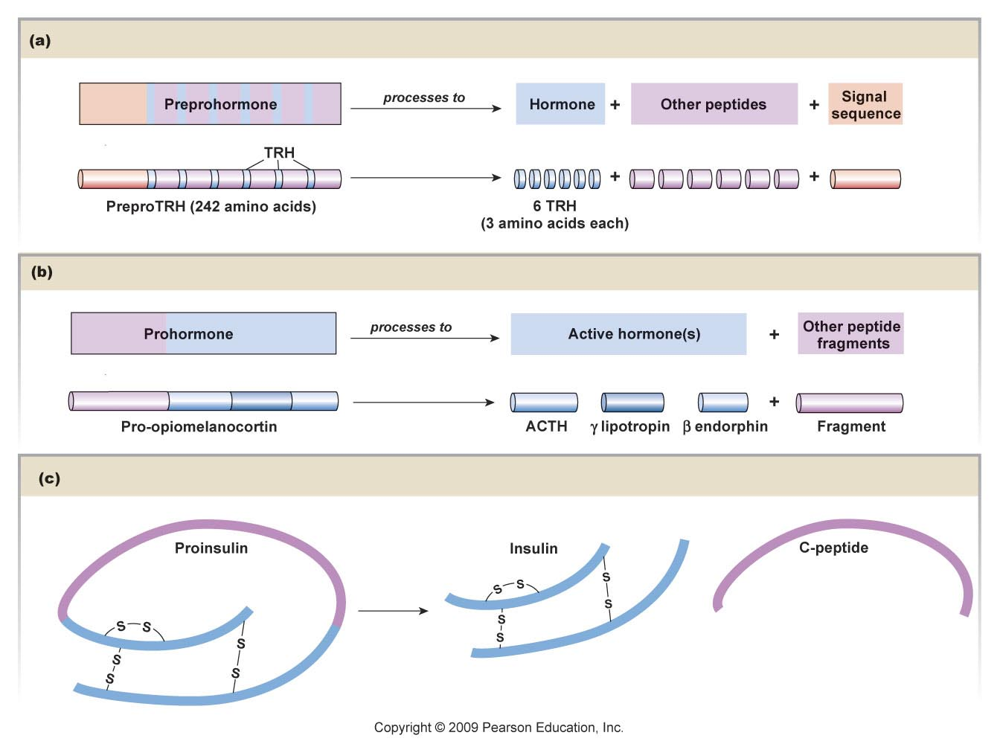 (a)
Preprohormone
processes to
Hormone
+
Other peptides
+
Signal
sequence
TRH
+
+
PreproTRH (242 amino acids)
6 TRH
(3 amino acids each)
(b)
Prohormone
processes to
Active hormone(s)
+
Other peptide
fragments
+
Pro-opiomelanocortin
ACTH
γ lipotropin
β endorphin
Fragment
(c)
Proinsulin
S S
S
S
S
S
Insulin
S S
S
S
S
S
C-peptide
Copyright © 2009 Pearson Education, Inc.